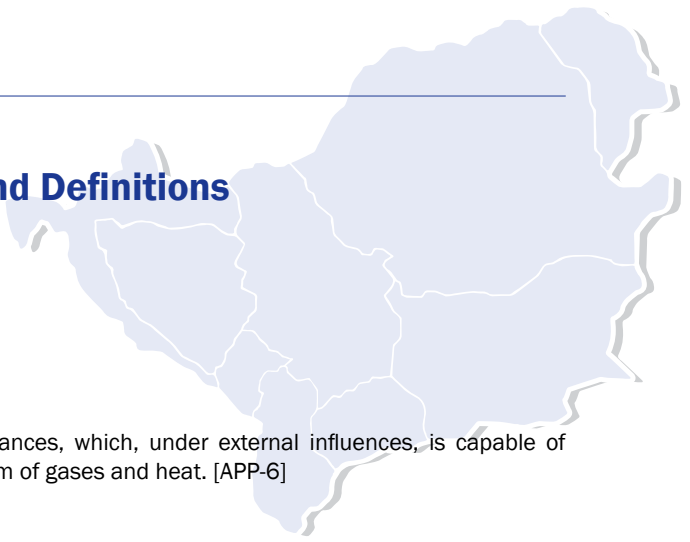 nd Definitions
ances, which, under external influences, is capable of
m of gases and heat. [APP-6]